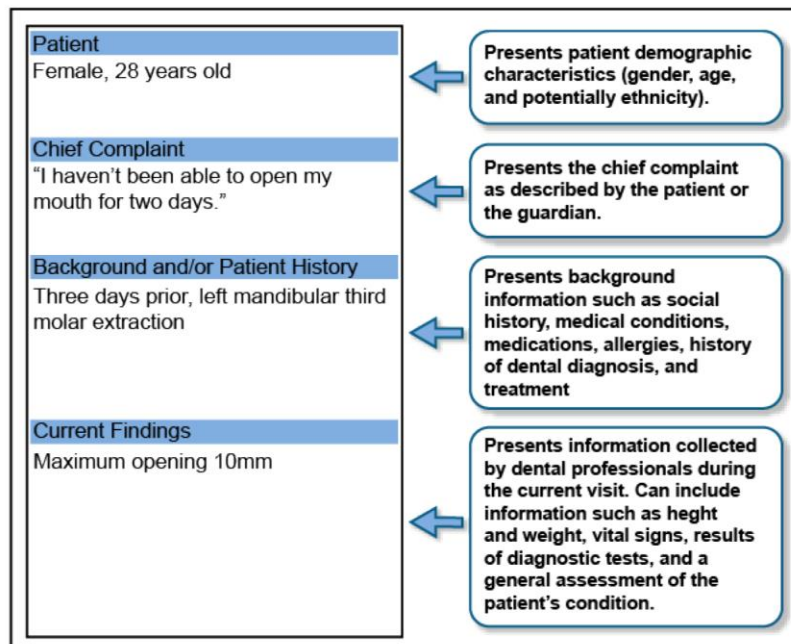 Patient
Female, 28 years old
Presents patient demographic
characteristics (gender, age,
and potentially ethnicity).
Chief Complaint
“I haven’t been able to open my
mouth for two days.”
Presents the chief complaint
as described by the patient or
the guardian.
Background and/or Patient History
Three days prior, left mandibular third
molar extraction
Presents background
information such as social
history, medical conditions,
medications, allergies, history
of dental diagnosis, and
treatment
Current Findings
Maximum opening 10mm
Presents information collected
by dental professionals during
the current visit. Can include
information such as heght
and weight, vital signs, results
of diagnostic tests, and a
general assessment of the
patient’s condition.